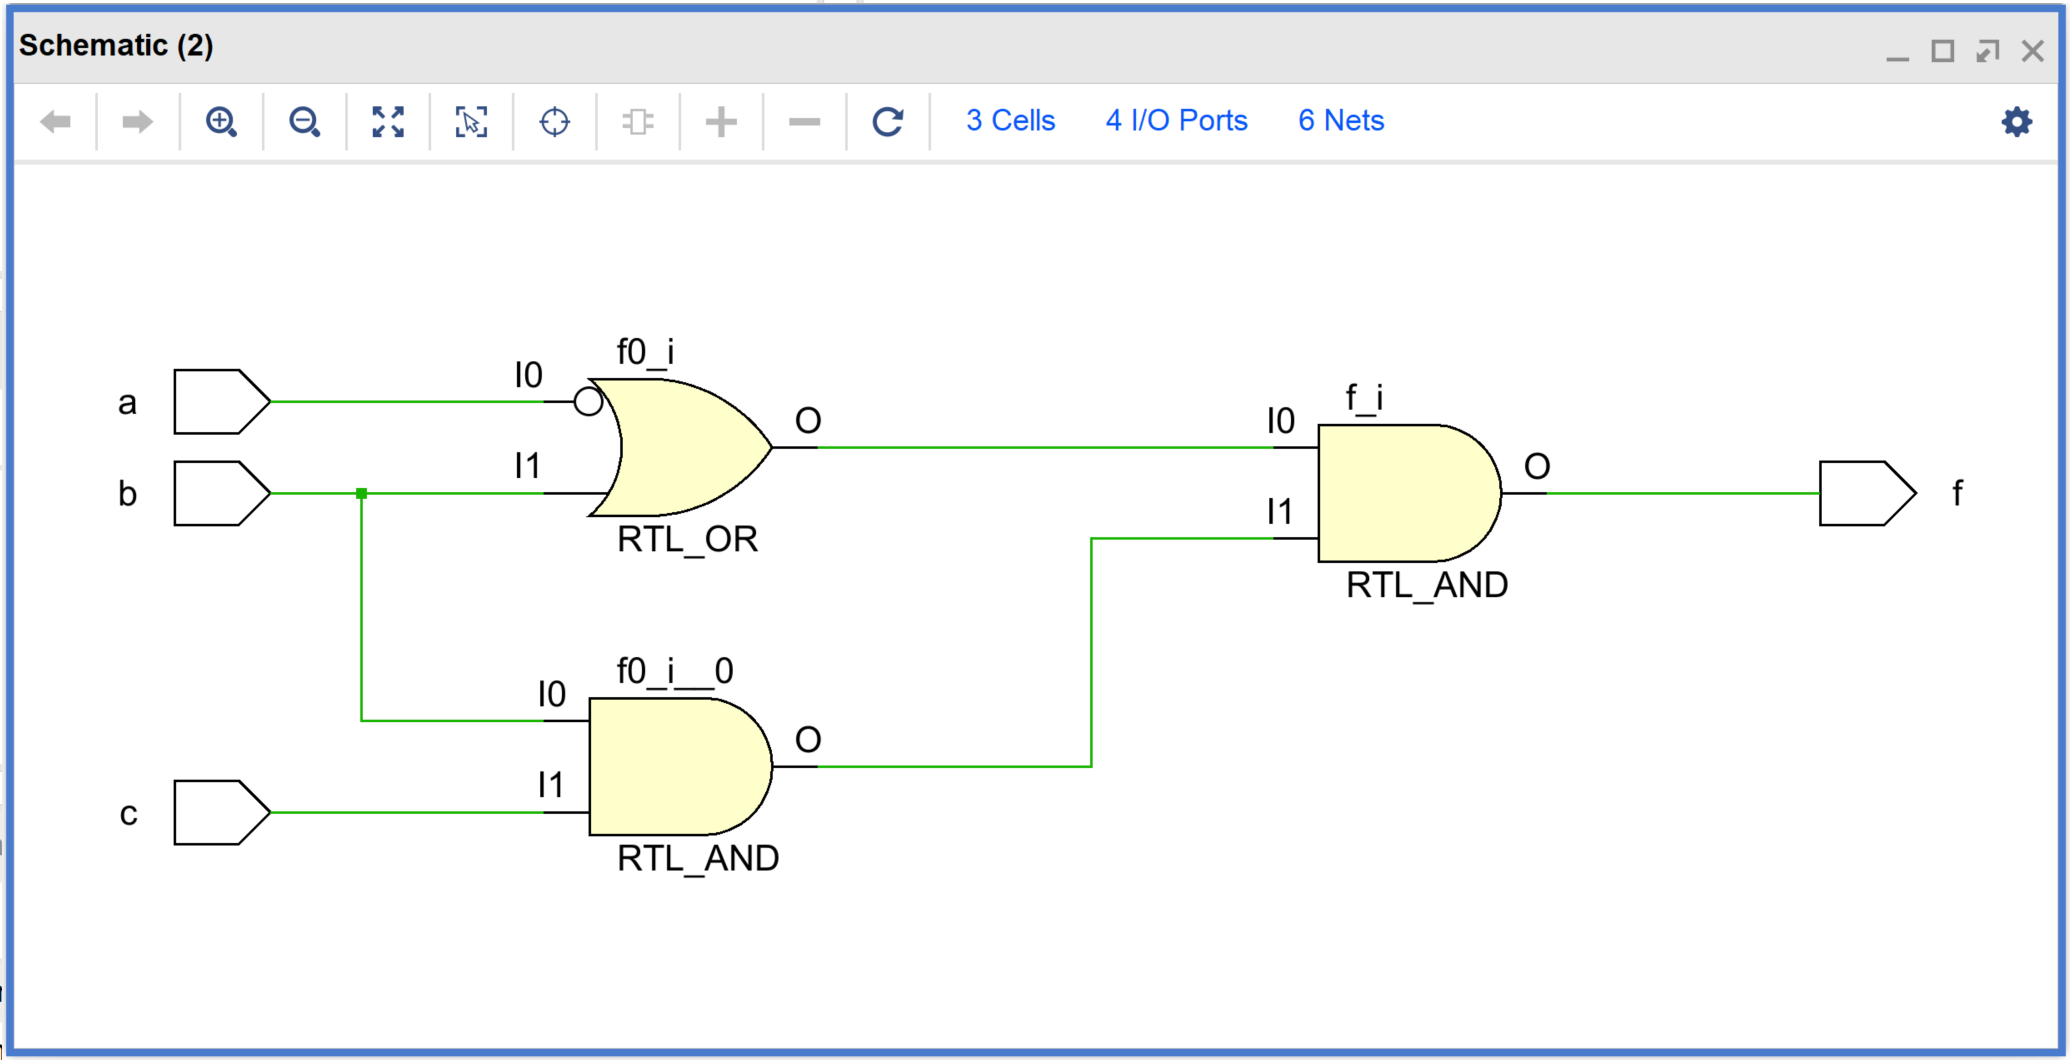 Schematic (2)
3 Cells 4 I/O Ports 6 Nets
f0_i
I0
a
O
f_i
I0
I1
b
O
f
I1
RTL_OR
RTL_AND
f0_i__0
I0
O
I1
c
RTL_AND